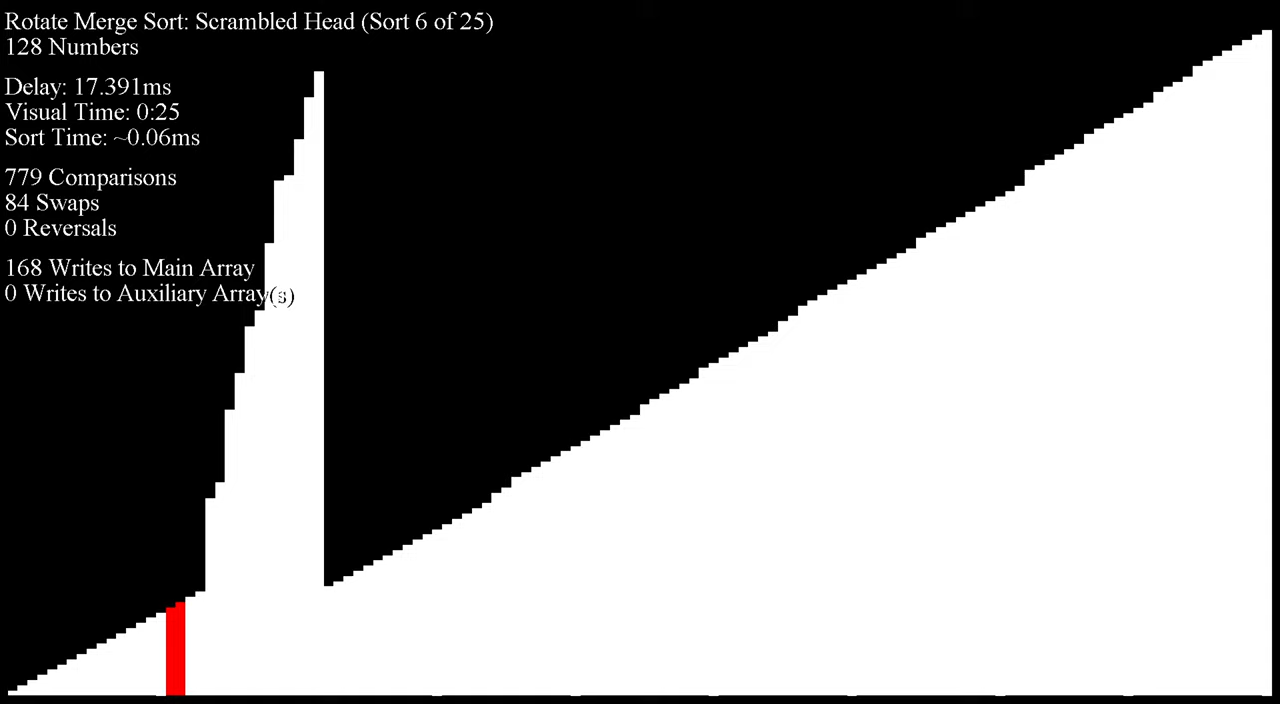 Rotate Merge Sort: Scrambled Head (Sort 6 of 25)
128 Numbers
Delay: 17.391ms
Visual Time: 0:25
Sort Time: ~0.06ms
779 Comparisons
84 Swaps
0 Reversals
168 Writes to Main Array
0 Writes to Auxiliary Array(s)